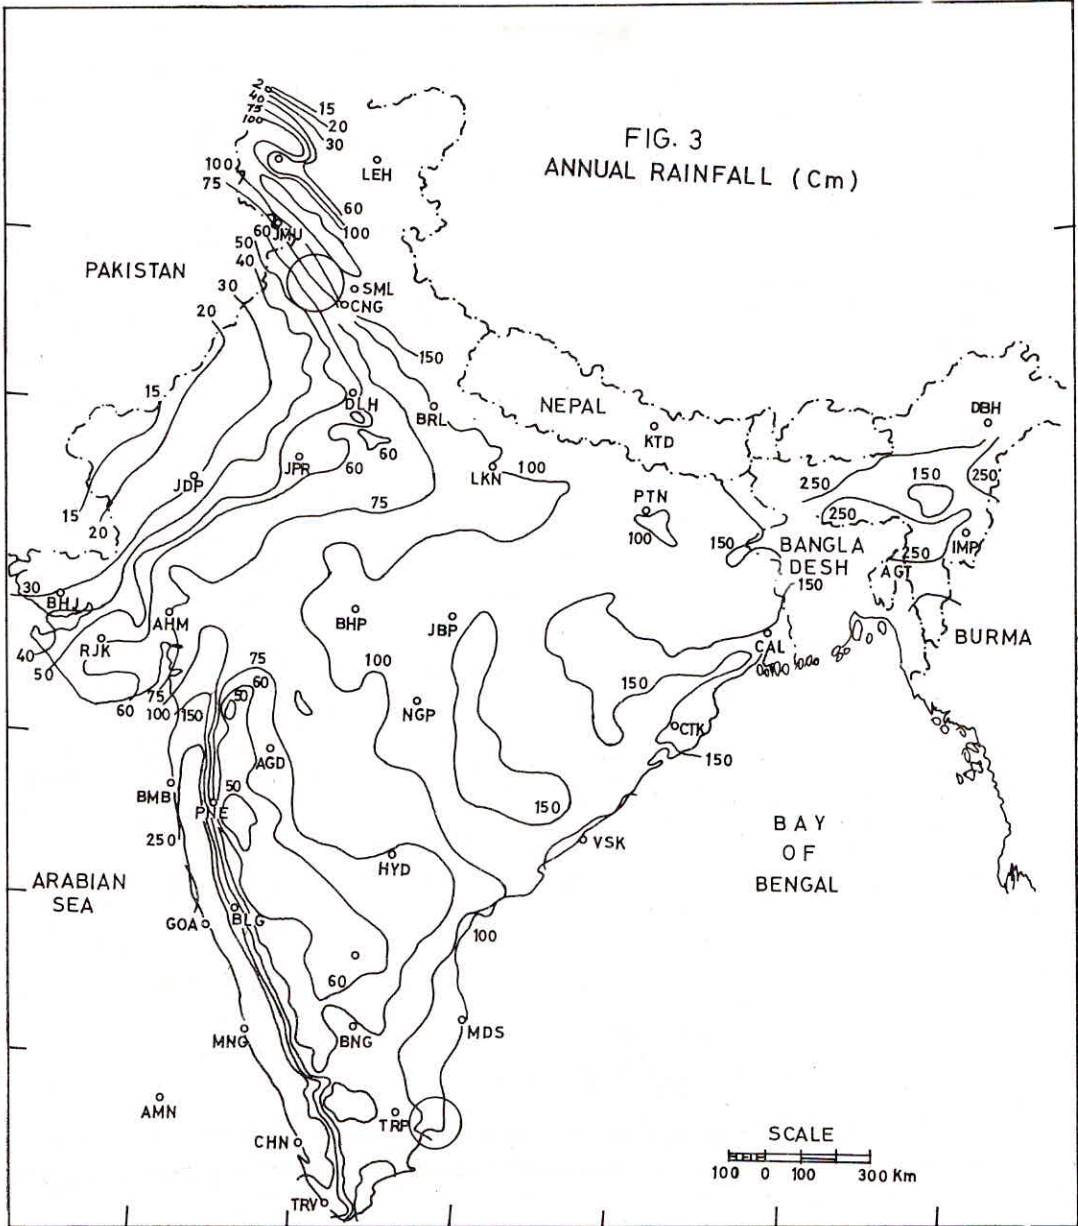 FIG. 3
ANNUAL RAINFALL (Cm)
2
40
75
100
15
20
30
LEH
100
75
60
100
60
JMU
50
40
PAKISTAN
SML
CNG
30
20
150
15
DLH
BRL
NEPAL
KTD
DBH
JPR
60
60
LKN
100
JDP
75
PTN
250
150
250
15
20
100
250
150
BANGLA
DESH
250
IMP
AGT
30
BHJ
150
AHM
BHP
JBP
CAL
BURMA
RJK
40
50
75
60
50
100
150
60
75
100
150
NGP
CTK
150
AGD
BMB
50
PNE
150
250
VSK
BAY
OF
BENGAL
HYD
ARABIAN
SEA
GOA
BLG
100
60
MNG
BNG
MDS
AMN
TRP
CHN
SCALE
100 0 100 300 Km
TRV